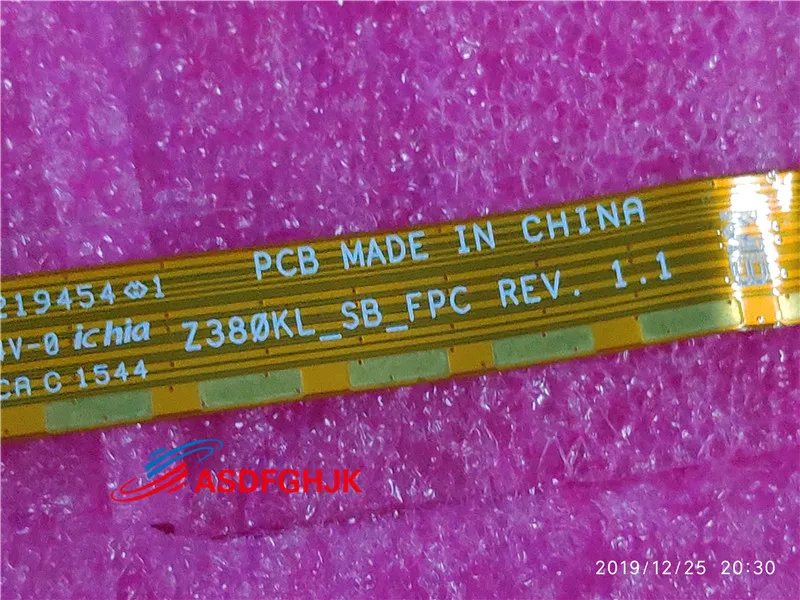 PCB MADE IN CHINA
219454 1
4V-0 ichia Z380KL_SB_FPC REV. 1.1
CA C 1544
ASDFGHJK
2019/12/25 20:30